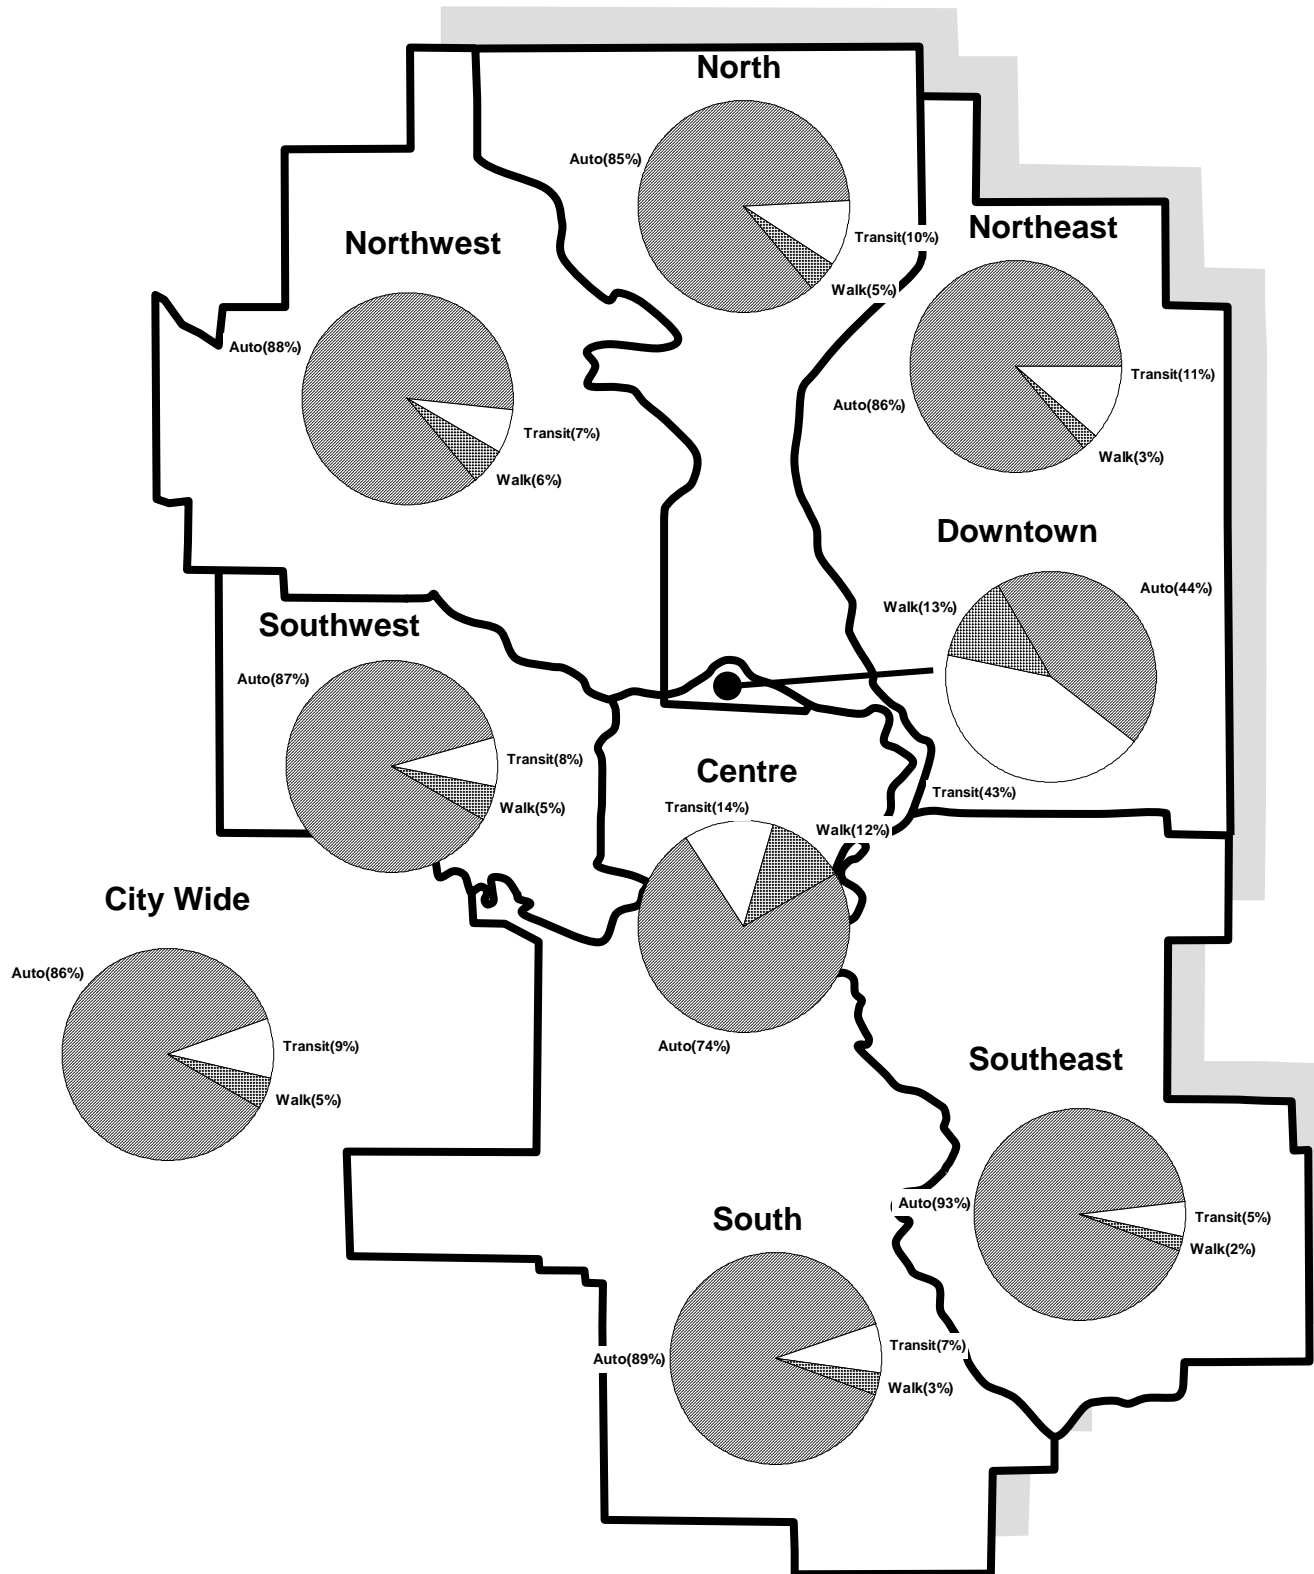 North
Auto(85%)
Transit(10%)
Walk(5%)
Northwest
Auto(88%)
Transit(7%)
Walk(6%)
Northeast
Auto(86%)
Transit(11%)
Walk(3%)
Downtown
Walk(13%)
Auto(44%)
Transit(43%)
Southwest
Auto(87%)
Transit(8%)
Walk(5%)
Centre
Transit(14%)
Walk(12%)
Auto(74%)
City Wide
Auto(86%)
Transit(9%)
Walk(5%)
Southeast
Auto(93%)
Transit(5%)
Walk(2%)
South
Auto(89%)
Transit(7%)
Walk(3%)